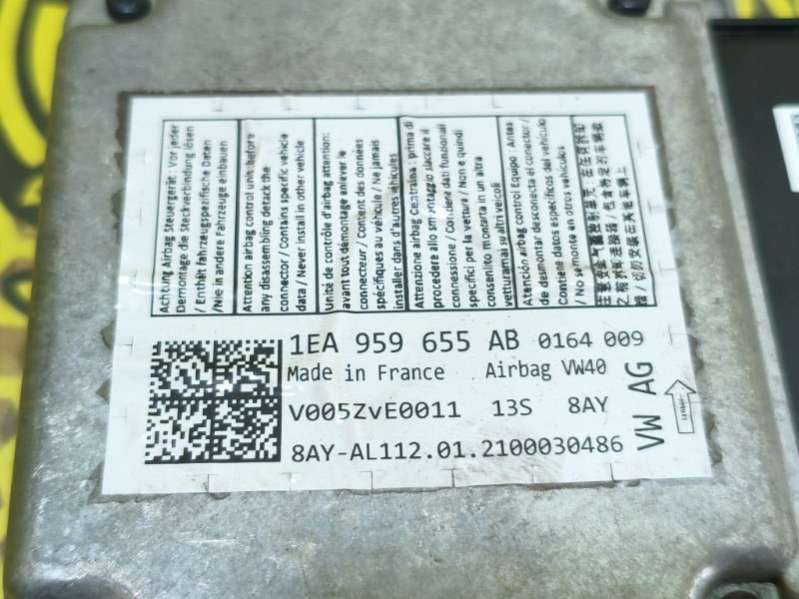 Achtung Airbag Steuergerät: Vor jeder
Demontage die Steckverbindung lösen
/ Enthält fahrzeugspezifische Daten
/ Nie in andere Fahrzeuge einbauen
Attention airbag control unit: before
any disassembling detack the
connector / Contains specific vehicle
data / Never install in other vehicle
Unité de contrôle d'airbag attention:
avant tout démontage enlever le
connecteur / Contient des données
spécifiques au véhicule / Ne jamais
installer dans d'autres véhicules
Attenzione airbag Centralina: prima di
procedere allo smontaggio slaccare il
connessione / Contiene dati funzionali
specifici per la vettura / Non e quindi
consentito montarla in un altra
vettura
Atención airbag control Equipo: Antes
de desmontar desconecta el conector /
Contiene datos específicos del vehículo
/ No se monte en otros vehículos
1EA 959 655 AB 0164 009
Made in France Airbag VW40
V005ZvE0011 13S 8AY
8AY-AL112.01.2100030486
VW AG